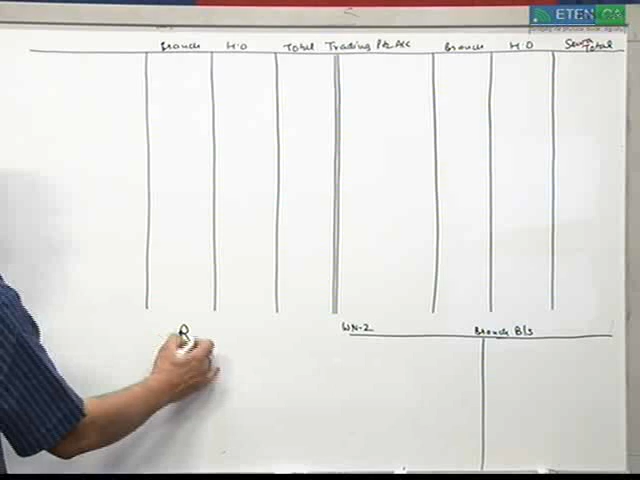 ETEN CA
Branch H.O Total Trading P&L A/c Branch H.O Total
WN-2 Branch B/s
R